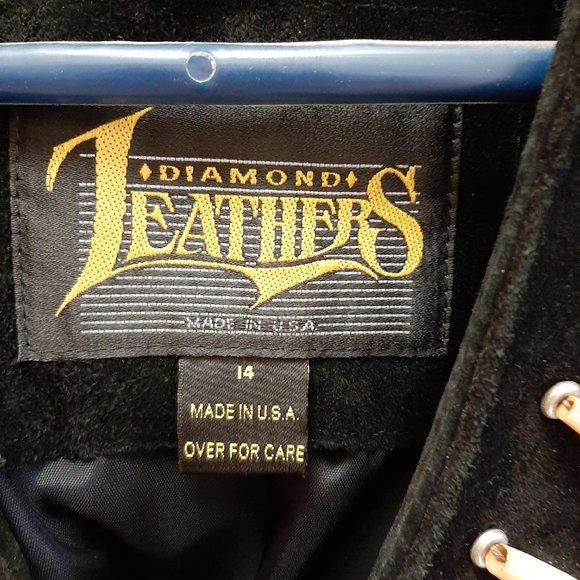 ♦DIAMOND♦
LEATHERS
MADE IN U.S.A.
14
MADE IN U.S.A.
OVER FOR CARE